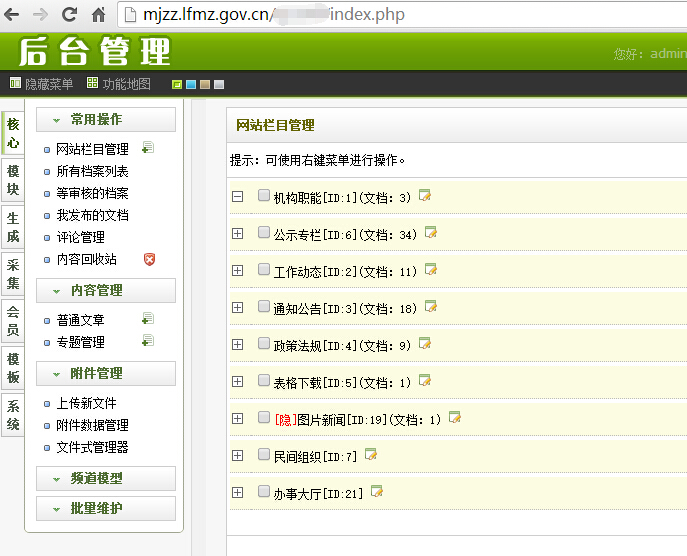 mjzz.lfmz.gov.cn/ /index.php
后台管理
您好：admin
隐藏菜单 功能地图
核心
模块
生成
采集
会员
模板
系统
常用操作
网站栏目管理
所有档案列表
等审核的档案
我发布的文档
评论管理
内容回收站
内容管理
普通文章
专题管理
附件管理
上传新文件
附件数据管理
文件式管理器
频道模型
批量维护
网站栏目管理
提示：可使用右键菜单进行操作。
机构职能[ID:1](文档：3)
公示专栏[ID:6](文档：34)
工作动态[ID:2](文档：11)
通知公告[ID:3](文档：18)
政策法规[ID:4](文档：9)
表格下载[ID:5](文档：1)
[隐]图片新闻[ID:19](文档：1)
民间组织[ID:7]
办事大厅[ID:21]